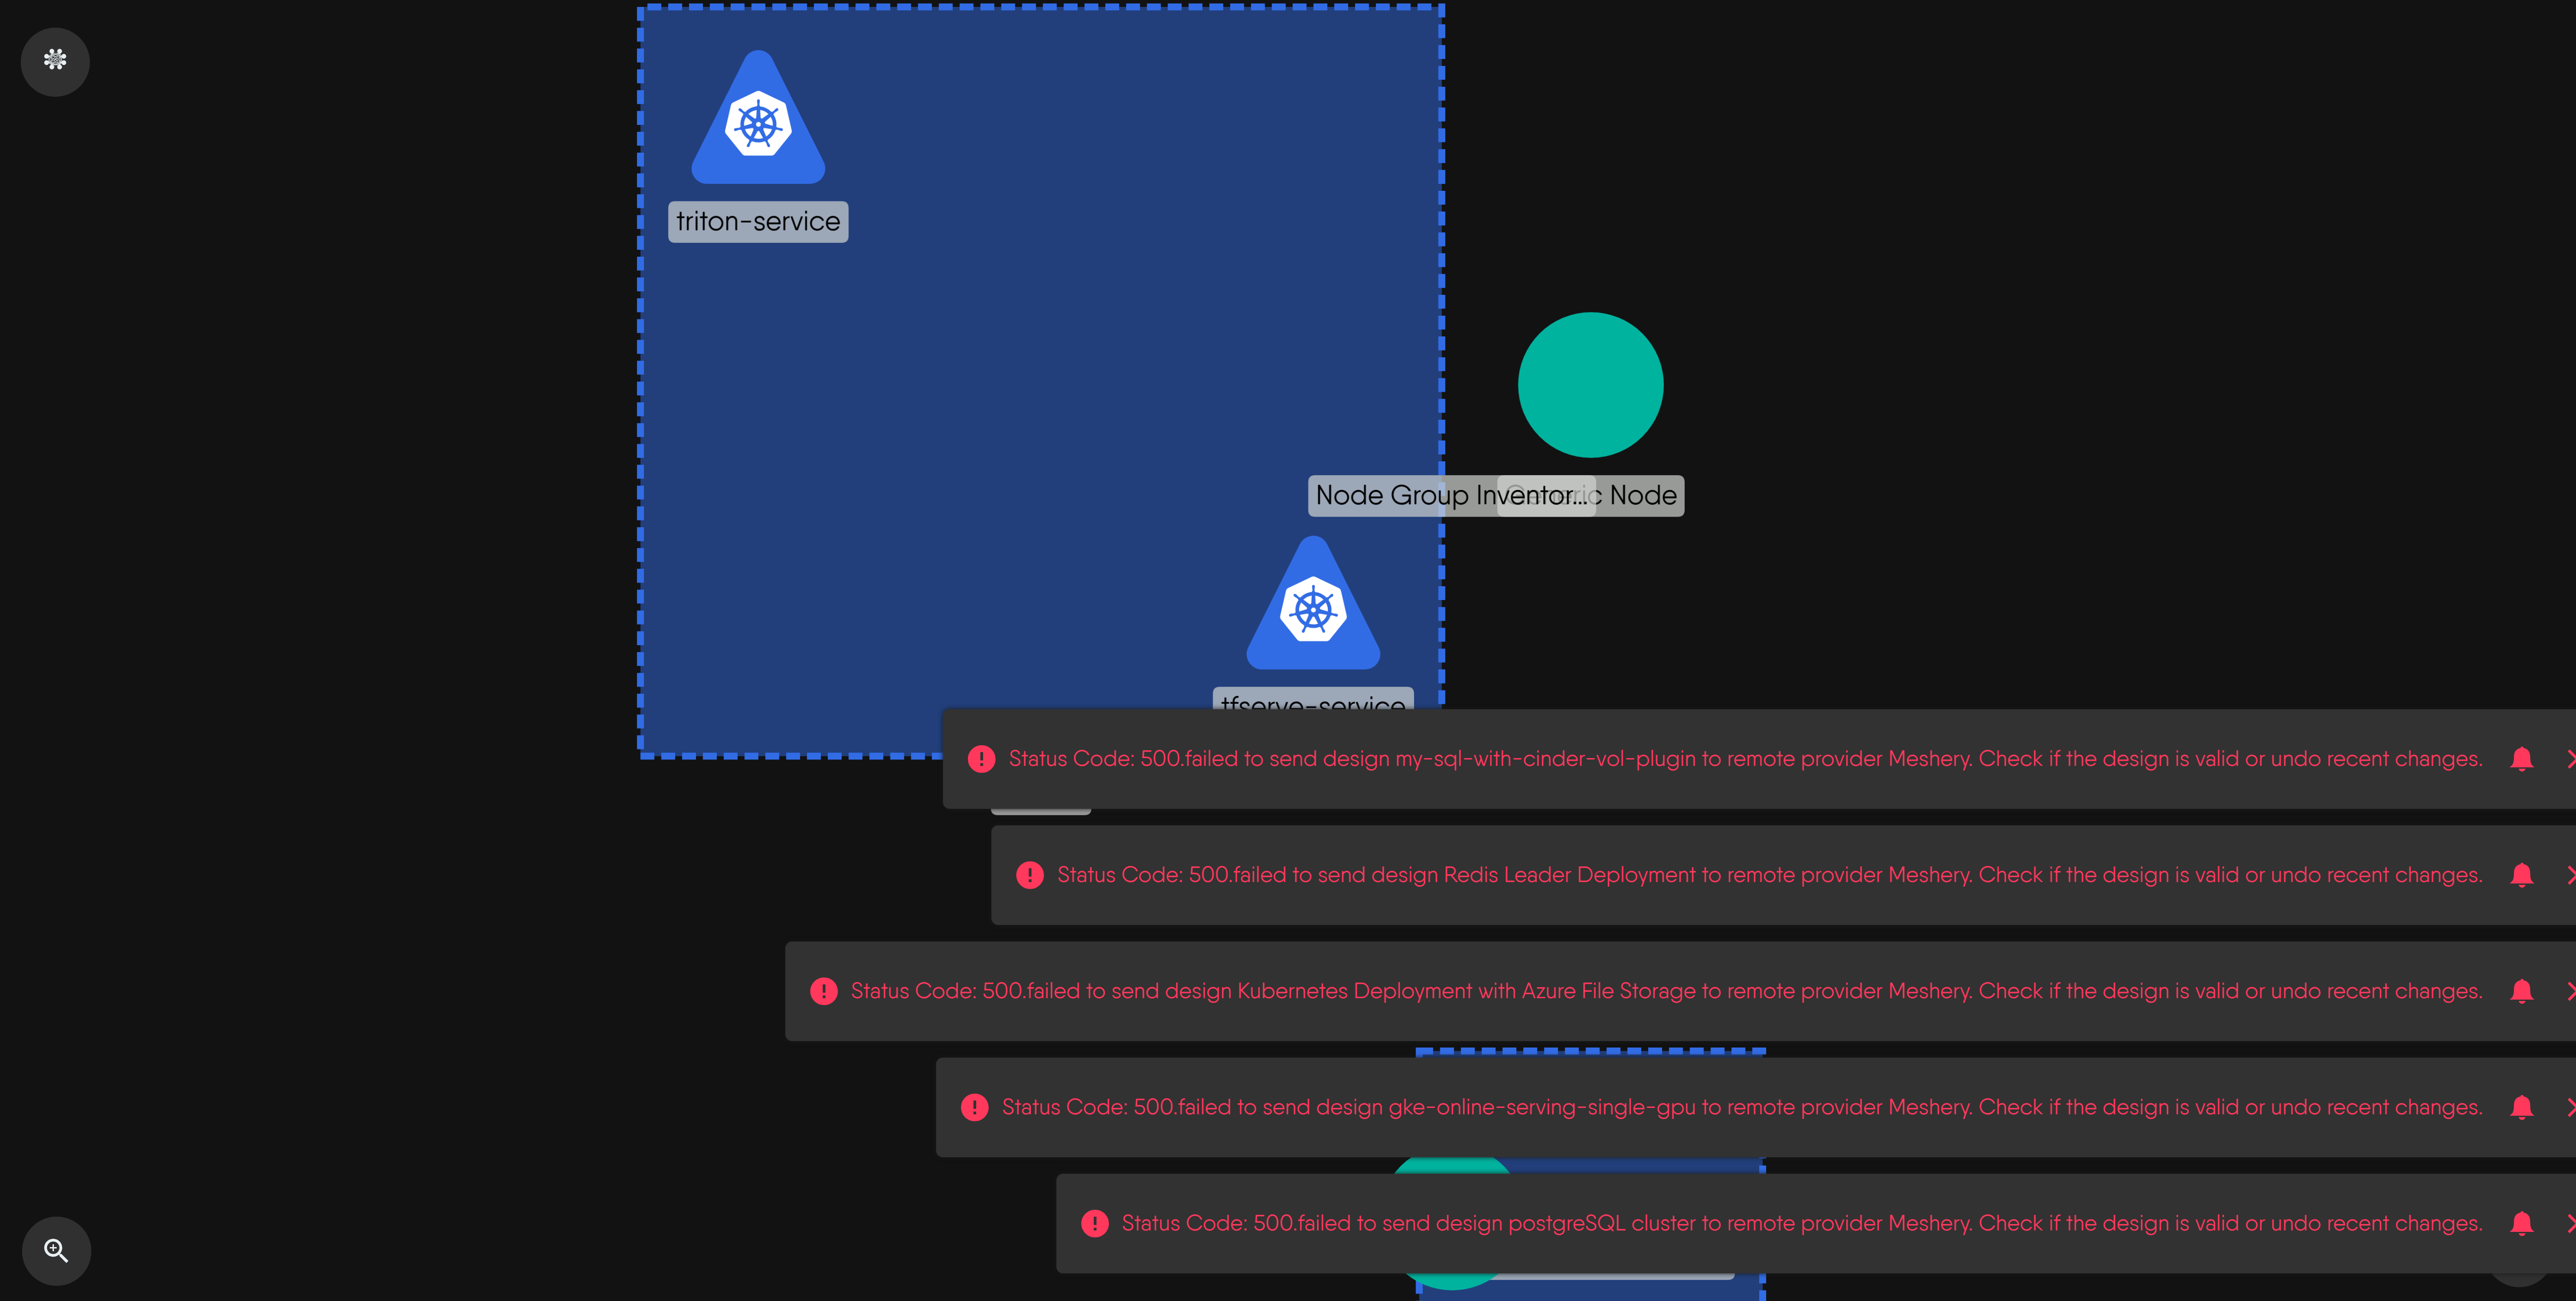 triton-service
Node Group Inventor...
Node
tfserve-service
Status Code: 500.failed to send design my-sql-with-cinder-vol-plugin to remote provider Meshery. Check if the design is valid or undo recent changes.
Status Code: 500.failed to send design Redis Leader Deployment to remote provider Meshery. Check if the design is valid or undo recent changes.
Status Code: 500.failed to send design Kubernetes Deployment with Azure File Storage to remote provider Meshery. Check if the design is valid or undo recent changes.
Status Code: 500.failed to send design gke-online-serving-single-gpu to remote provider Meshery. Check if the design is valid or undo recent changes.
Status Code: 500.failed to send design postgreSQL cluster to remote provider Meshery. Check if the design is valid or undo recent changes.